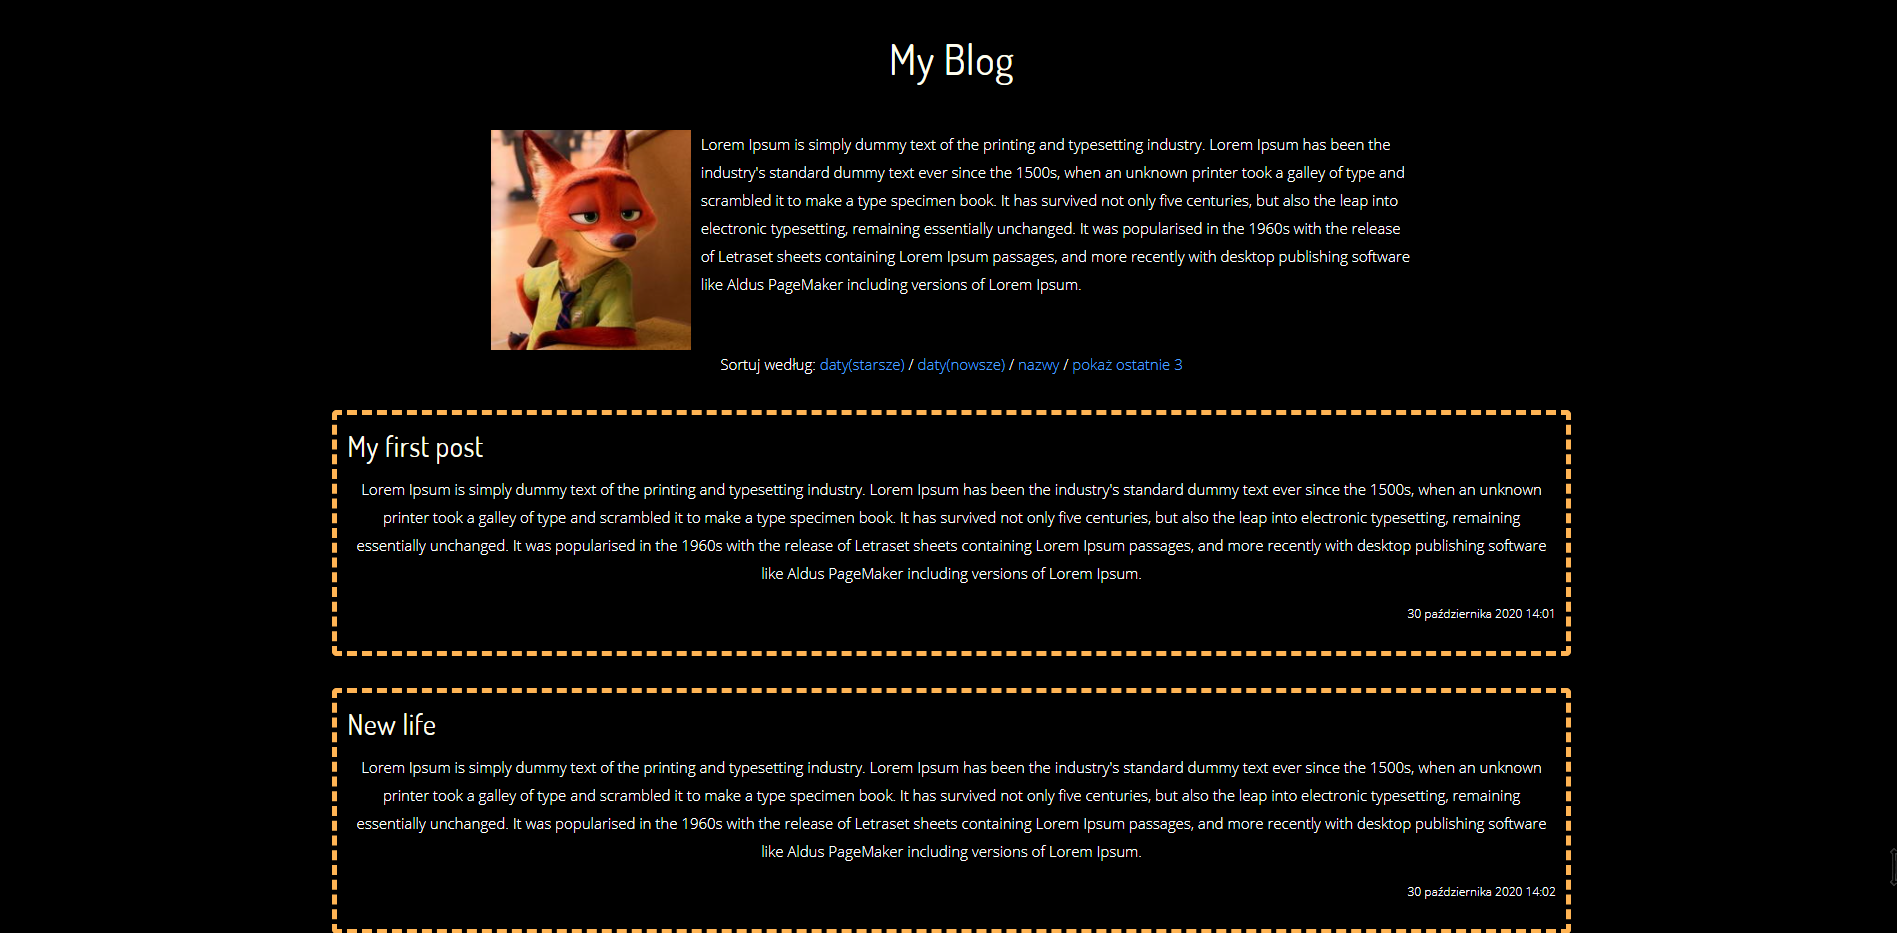 My Blog
Lorem Ipsum is simply dummy text of the printing and typesetting industry. Lorem Ipsum has been the
industry's standard dummy text ever since the 1500s, when an unknown printer took a galley of type and
scrambled it to make a type specimen book. It has survived not only five centuries, but also the leap into
electronic typesetting, remaining essentially unchanged. It was popularised in the 1960s with the release
of Letraset sheets containing Lorem Ipsum passages, and more recently with desktop publishing software
like Aldus PageMaker including versions of Lorem Ipsum.
Sortuj według: daty(starsze) / daty(nowsze) / nazwy / pokaż ostatnie 3
My first post
Lorem Ipsum is simply dummy text of the printing and typesetting industry. Lorem Ipsum has been the industry's standard dummy text ever since the 1500s, when an unknown
printer took a galley of type and scrambled it to make a type specimen book. It has survived not only five centuries, but also the leap into electronic typesetting, remaining
essentially unchanged. It was popularised in the 1960s with the release of Letraset sheets containing Lorem Ipsum passages, and more recently with desktop publishing software
like Aldus PageMaker including versions of Lorem Ipsum.
30 października 2020 14:01
New life
Lorem Ipsum is simply dummy text of the printing and typesetting industry. Lorem Ipsum has been the industry's standard dummy text ever since the 1500s, when an unknown
printer took a galley of type and scrambled it to make a type specimen book. It has survived not only five centuries, but also the leap into electronic typesetting, remaining
essentially unchanged. It was popularised in the 1960s with the release of Letraset sheets containing Lorem Ipsum passages, and more recently with desktop publishing software
like Aldus PageMaker including versions of Lorem Ipsum.
30 października 2020 14:02